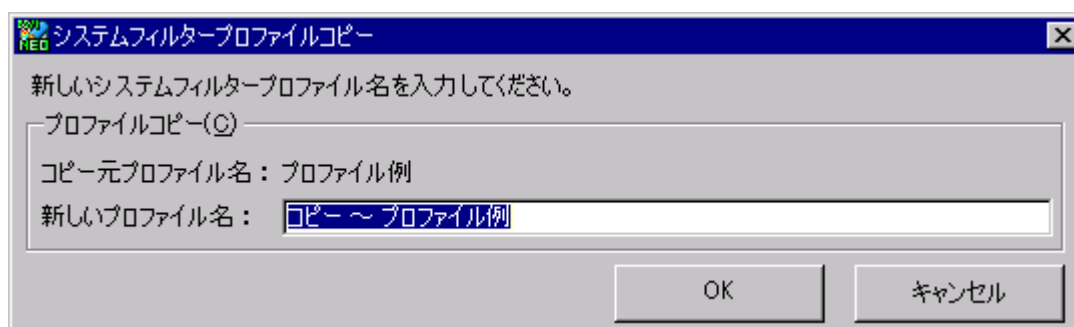 システムフィルタープロファイルコピー
新しいシステムフィルタープロファイル名を入力してください。
プロファイルコピー(C)
コピー元プロファイル名： プロファイル例
新しいプロファイル名： コピー ～ プロファイル例
OK キャンセル